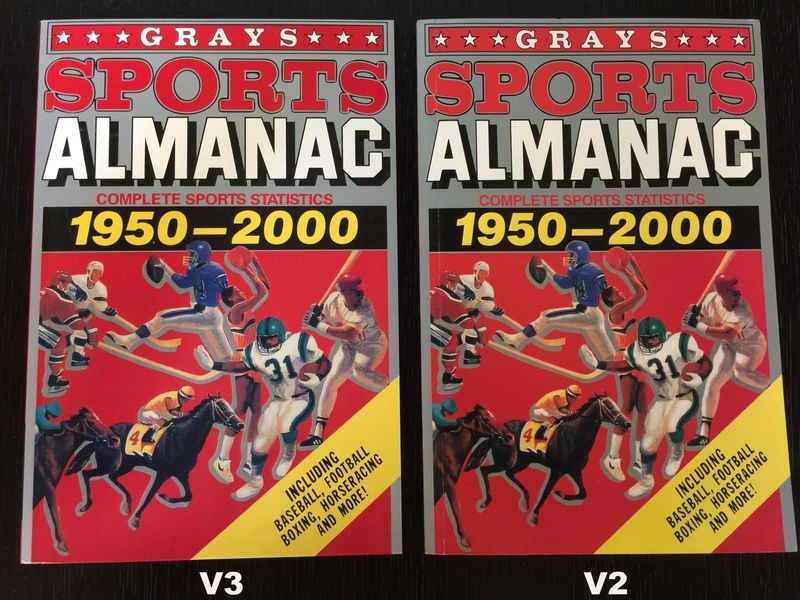 ★ ★ ★ GRAYS ★ ★ ★
SPORTS
ALMANAC
COMPLETE SPORTS STATISTICS
1950—2000
31
4
INCLUDING
BASEBALL, FOOTBALL
BOXING, HORSERACING
AND MORE!
V3
★ ★ ★ GRAYS ★ ★ ★
SPORTS
ALMANAC
COMPLETE SPORTS STATISTICS
1950—2000
31
4
INCLUDING
BASEBALL, FOOTBALL
BOXING, HORSERACING
AND MORE!
V2